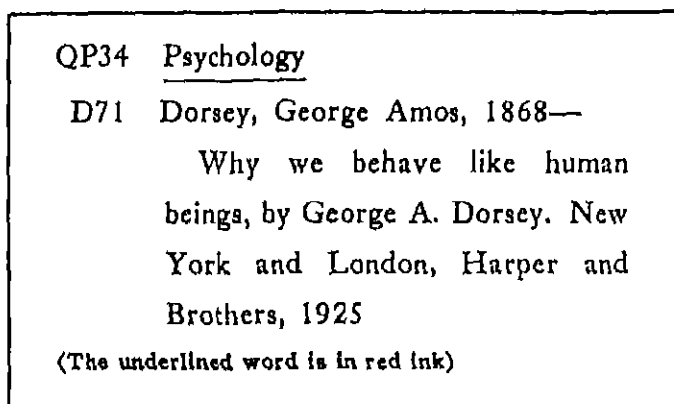 QP34 Psychology
D71 Dorsey, George Amos, 1868—
Why we behave like human
beings, by George A. Dorsey. New
York and London, Harper and
Brothers, 1925
(The underlined word is in red ink)